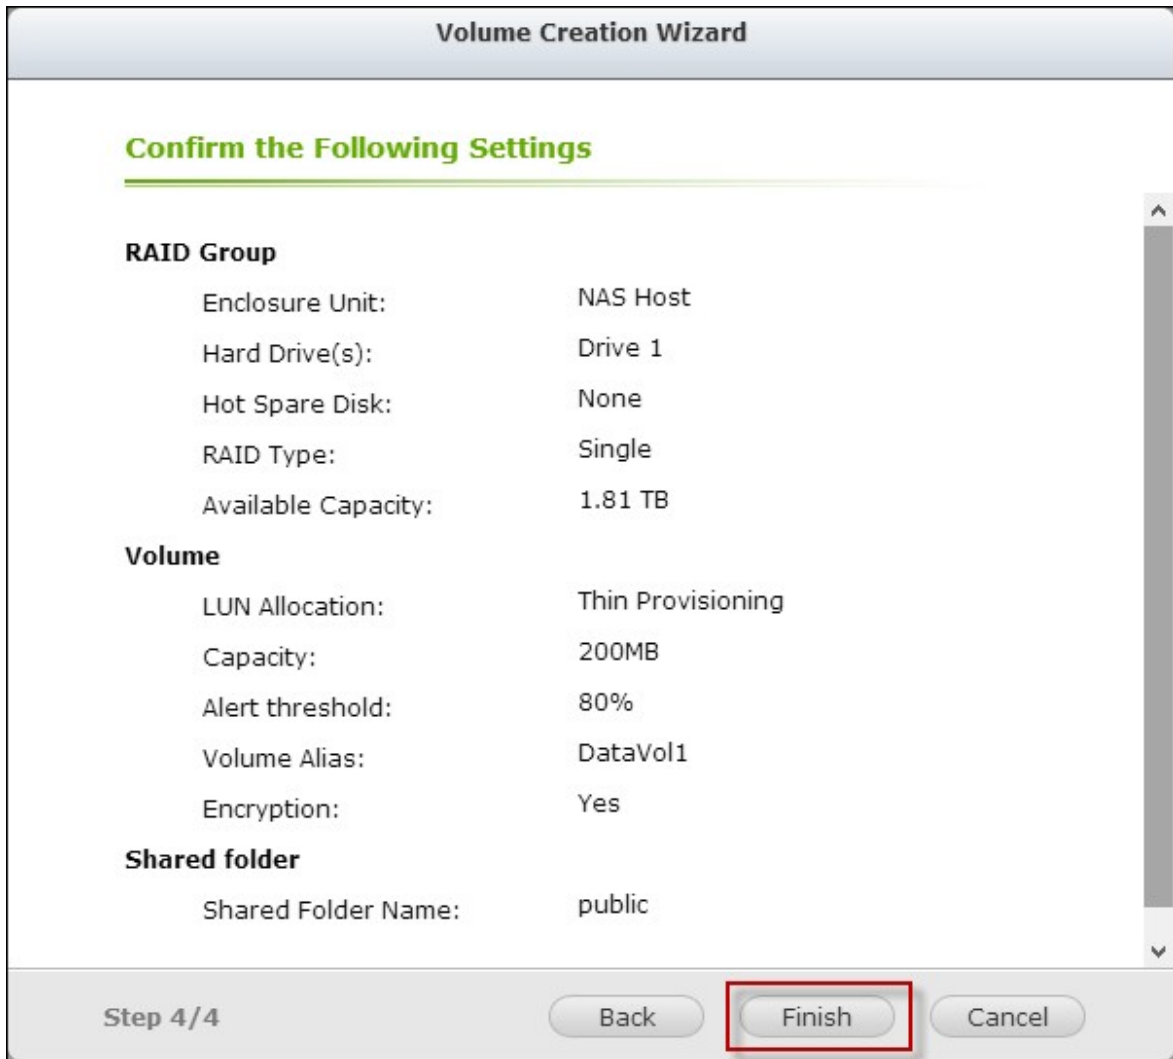 Volume Creation Wizard
Confirm the Following Settings
RAID Group
Enclosure Unit: NAS Host
Hard Drive(s): Drive 1
Hot Spare Disk: None
RAID Type: Single
Available Capacity: 1.81 TB
Volume
LUN Allocation: Thin Provisioning
Capacity: 200MB
Alert threshold: 80%
Volume Alias: DataVol1
Encryption: Yes
Shared folder
Shared Folder Name: public
Step 4/4 Back Finish Cancel